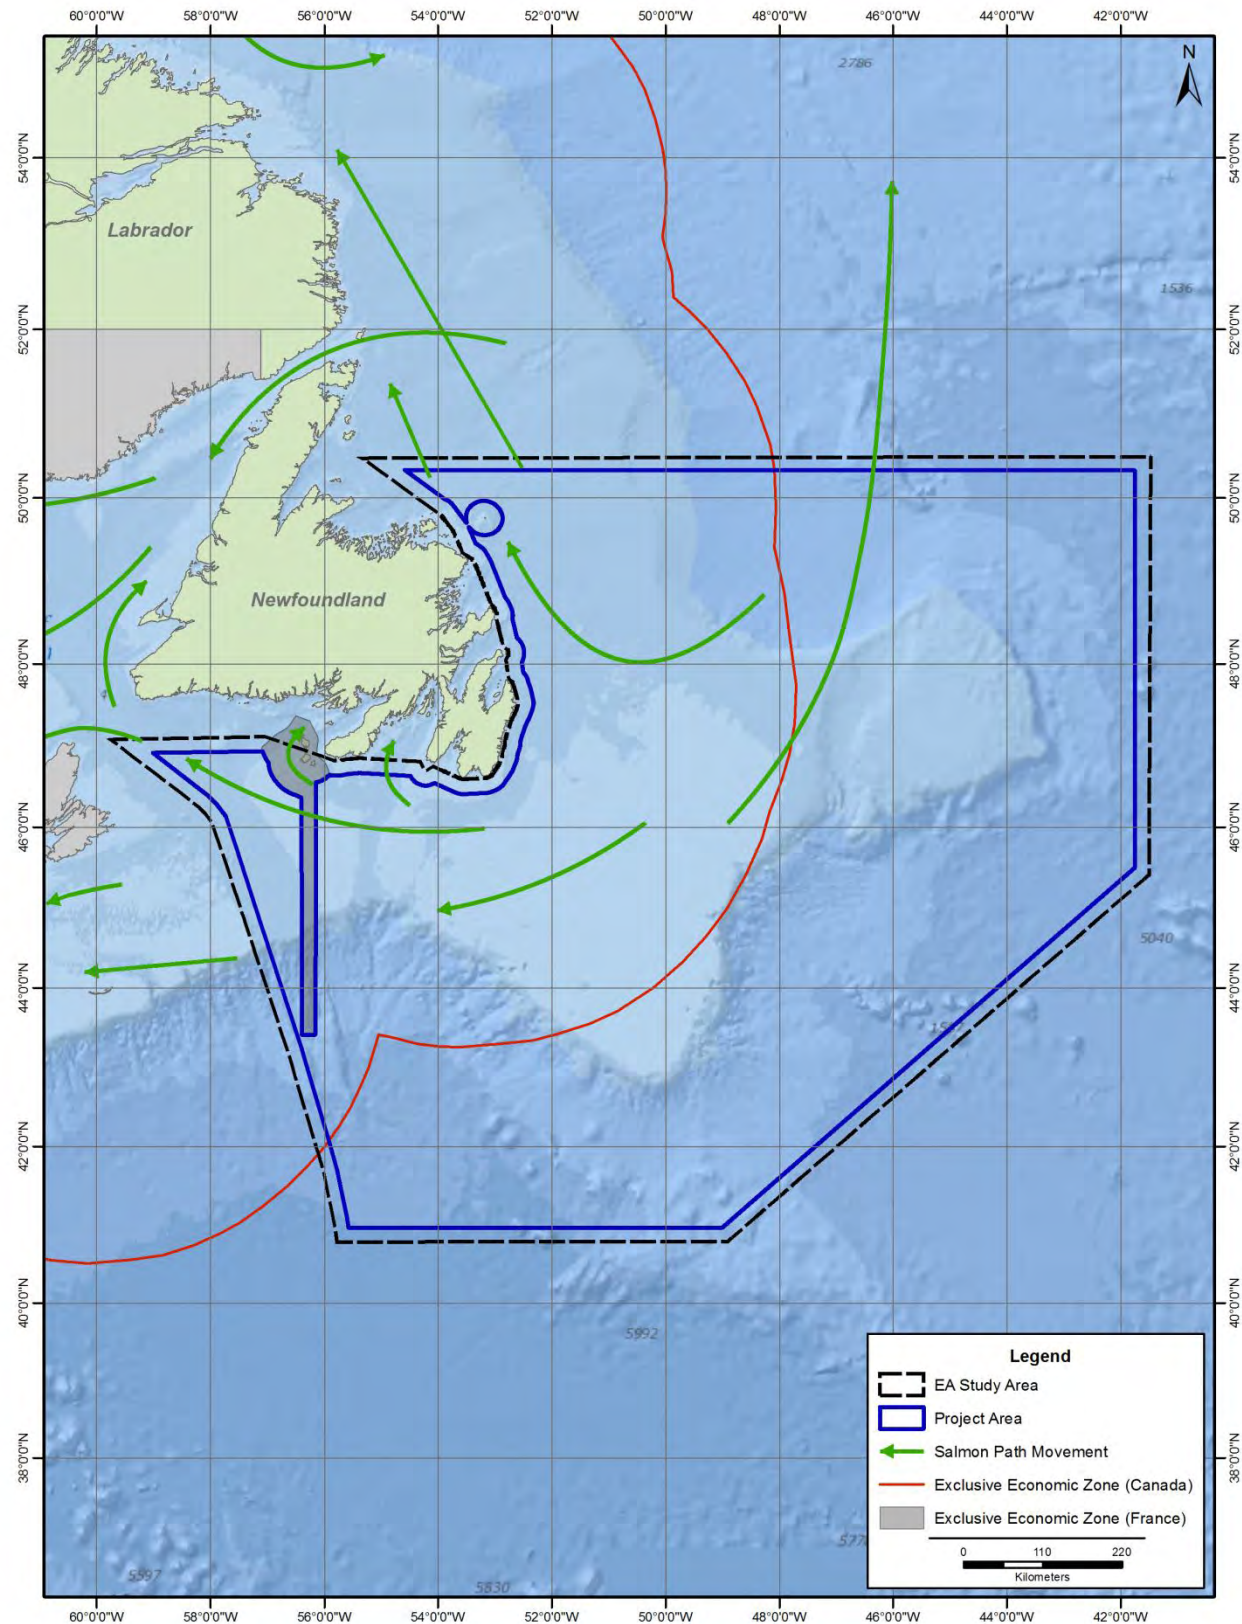 60°0'0"W 58°0'0"W 56°0'0"W 54°0'0"W 52°0'0"W 50°0'0"W 48°0'0"W 46°0'0"W 44°0'0"W 42°0'0"W
N
2786
54°0'0"N 54°0'0"N
Labrador
1536
52°0'0"N 52°0'0"N
50°0'0"N 50°0'0"N
Newfoundland
48°0'0"N 48°0'0"N
46°0'0"N 46°0'0"N
5040
44°0'0"N 44°0'0"N
42°0'0"N 42°0'0"N
40°0'0"N 40°0'0"N
5992
Legend
EA Study Area
Project Area
Salmon Path Movement
38°0'0"N 38°0'0"N
Exclusive Economic Zone (Canada)
Exclusive Economic Zone (France)
0 110 220
Kilometers
5597
5830
60°0'0"W 58°0'0"W 56°0'0"W 54°0'0"W 52°0'0"W 50°0'0"W 48°0'0"W 46°0'0"W 44°0'0"W 42°0'0"W